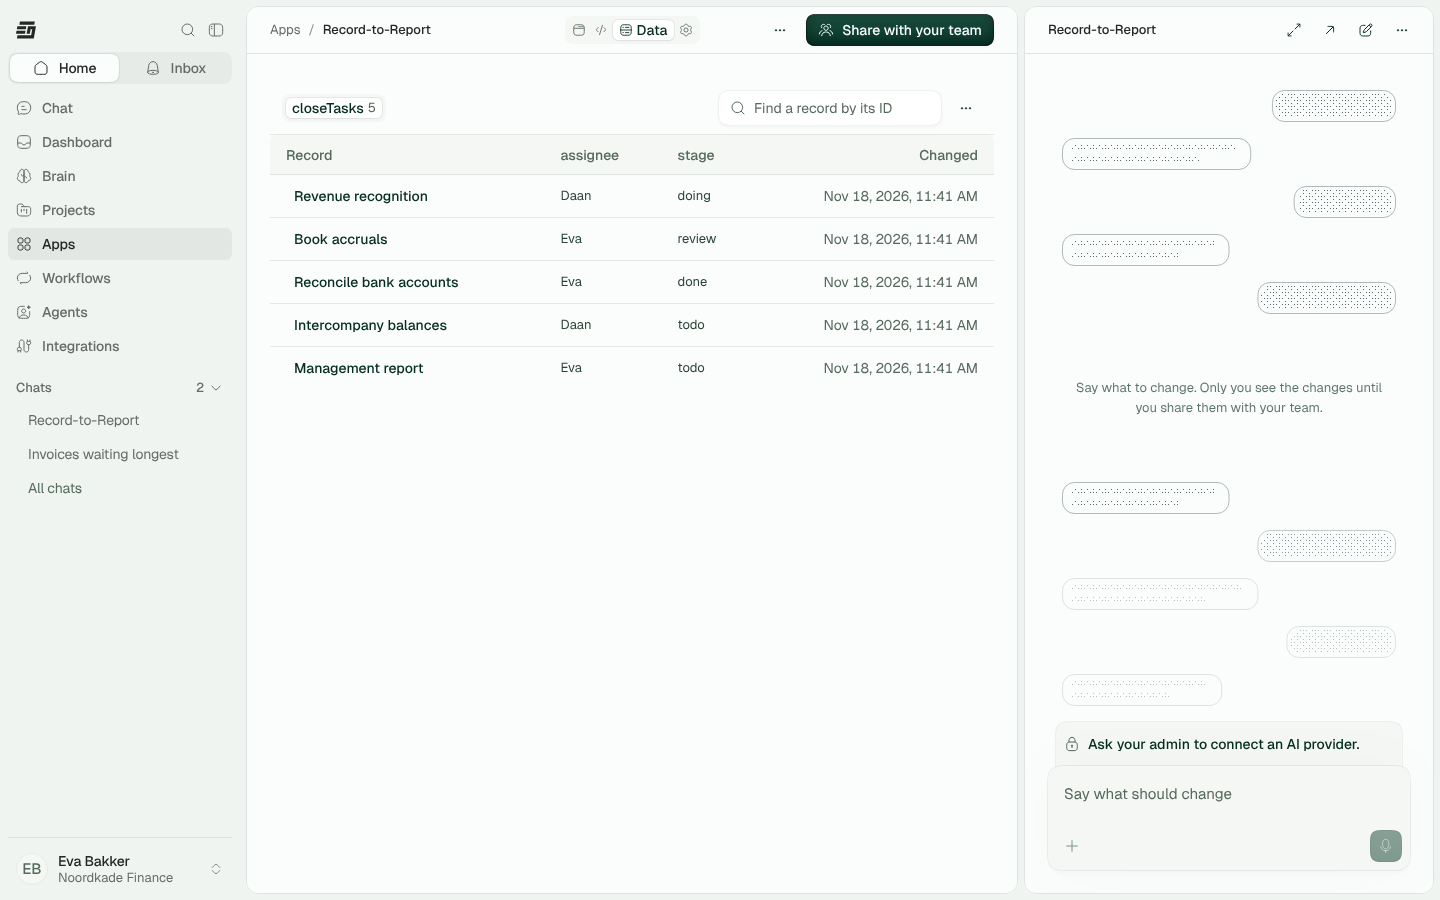 Home
Inbox
Chat
Dashboard
Brain
Projects
Apps
Workflows
Agents
Integrations
Chats 2
Record-to-Report
Invoices waiting longest
All chats
EB
Eva Bakker
Noordkade Finance
Apps / Record-to-Report
Data
Share with your team
closeTasks 5
Find a record by its ID
Record assignee stage Changed
Revenue recognition Daan doing Nov 18, 2026, 11:41 AM
Book accruals Eva review Nov 18, 2026, 11:41 AM
Reconcile bank accounts Eva done Nov 18, 2026, 11:41 AM
Intercompany balances Daan todo Nov 18, 2026, 11:41 AM
Management report Eva todo Nov 18, 2026, 11:41 AM
Record-to-Report
Say what to change. Only you see the changes until
you share them with your team.
Ask your admin to connect an AI provider.
Say what should change